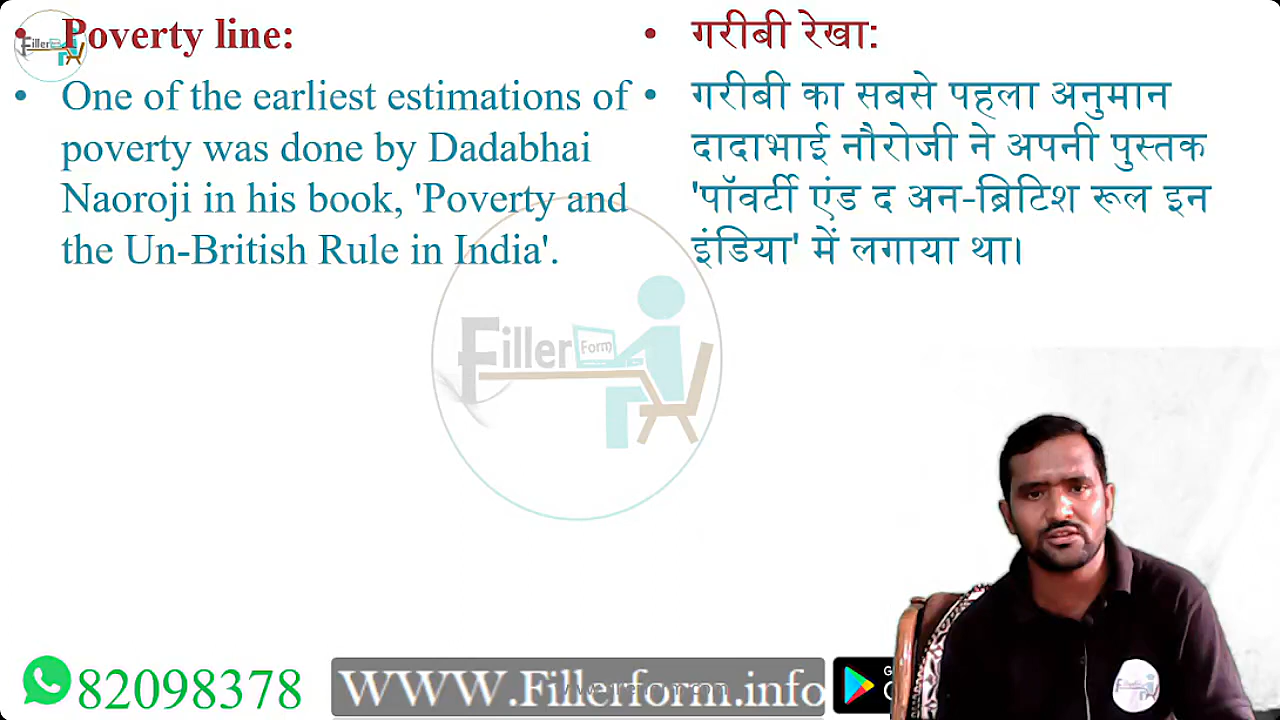 Poverty line:
One of the earliest estimations of
poverty was done by Dadabhai
Naoroji in his book, 'Poverty and
the Un-British Rule in India'.
गरीबी रेखा:
गरीबी का सबसे पहला अनुमान
दादाभाई नौरोजी ने अपनी पुस्तक
'पॉवर्टी एंड द अन-ब्रिटिश रूल इन
इंडिया' में लगाया था।
Filler Form
82098378
WWW.Fillerform.info